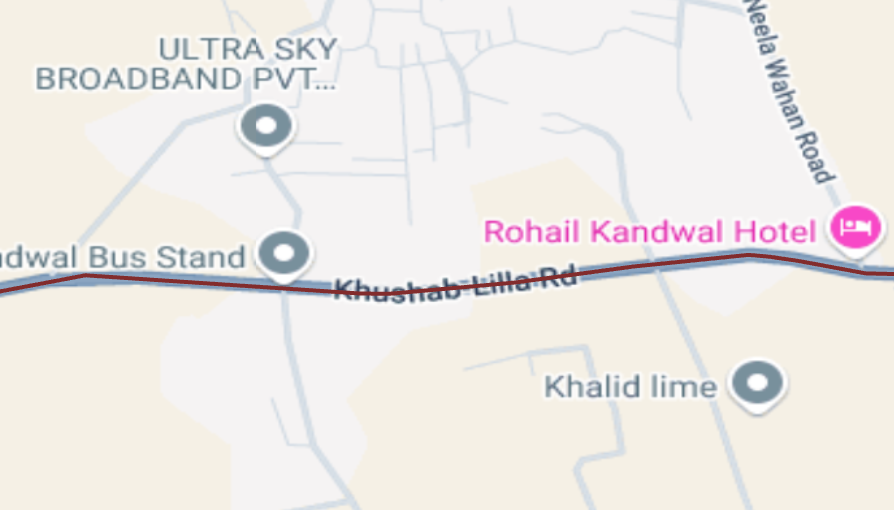 ULTRA SKY
BROADBAND PVT...
Neela Wahan Road
Rohail Kandwal Hotel
ndwal Bus Stand
Khushab-Lilla Rd
Khalid lime